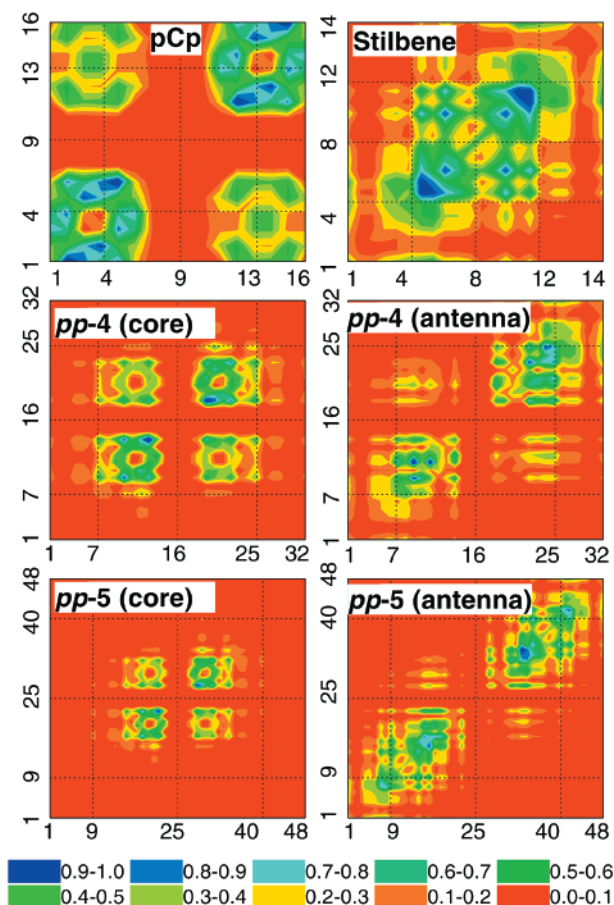 pCp
16
13
9
4
1
1 4 9 13 16
Stilbene
14
12
8
4
1
1 4 8 12 14
pp-4 (core)
32
25
16
7
1
1 7 16 25 32
pp-4 (antenna)
32
25
16
7
1
1 7 16 25 32
pp-5 (core)
48
40
25
9
1
1 9 25 40 48
pp-5 (antenna)
48
40
25
9
1
1 9 25 40 48
0.9-1.0 0.8-0.9 0.7-0.8 0.6-0.7 0.5-0.6
0.4-0.5 0.3-0.4 0.2-0.3 0.1-0.2 0.0-0.1